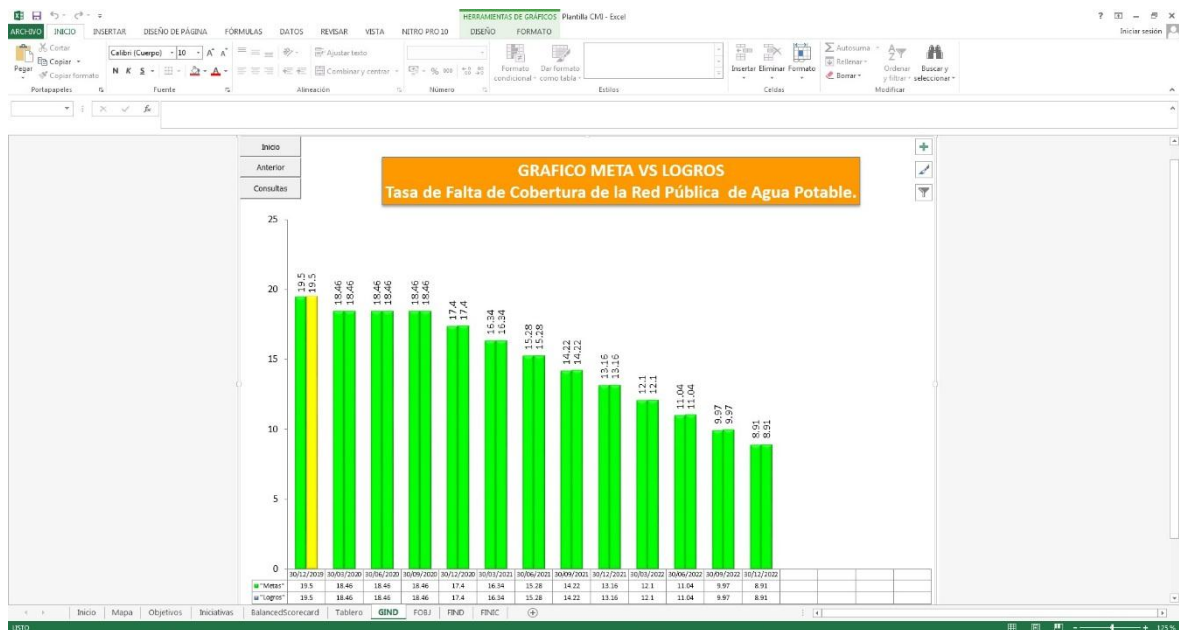 HERRAMIENTAS DE GRÁFICOS Plantilla CMI - Excel
ARCHIVO INICIO INSERTAR DISEÑO DE PÁGINA FÓRMULAS DATOS REVISAR VISTA NITRO PRO 10 DISEÑO FORMATO Iniciar sesión
Pegar
Cortar
Copiar
Copiar formato
Portapapeles
Calibri (Cuerpo) 10
N K S
Fuente
Ajustar texto
Combinar y centrar
Alineación
% 000
Número
Formato condicional
Dar formato como tabla
Estilos
Insertar Eliminar Formato
Celdas
Autosuma
Rellenar
Borrar
Ordenar y filtrar
Buscar y seleccionar
Modificar
fx
Inicio
Anterior
Consultas
GRAFICO META VS LOGROS
Tasa de Falta de Cobertura de la Red Pública de Agua Potable.
25
20
15
10
5
0
19.5 19.5 18.46 18.46 18.46 18.46 18.46 18.46 17.4 17.4 16.34 16.34 15.28 15.28 14.22 14.22 13.16 13.16 12.1 12.1 11.04 11.04 9.97 9.97 8.91 8.91
30/12/2019 30/03/2020 30/06/2020 30/09/2020 30/12/2020 30/03/2021 30/06/2021 30/09/2021 30/12/2021 30/03/2022 30/06/2022 30/09/2022 30/12/2022
"Metas" 19.5 18.46 18.46 18.46 17.4 16.34 15.28 14.22 13.16 12.1 11.04 9.97 8.91
"Logros" 19.5 18.46 18.46 18.46 17.4 16.34 15.28 14.22 13.16 12.1 11.04 9.97 8.91
Inicio Mapa Objetivos Iniciativas BalancedScorecard Tablero GIND FOBJ FIND FINIC
LISTO 125 %